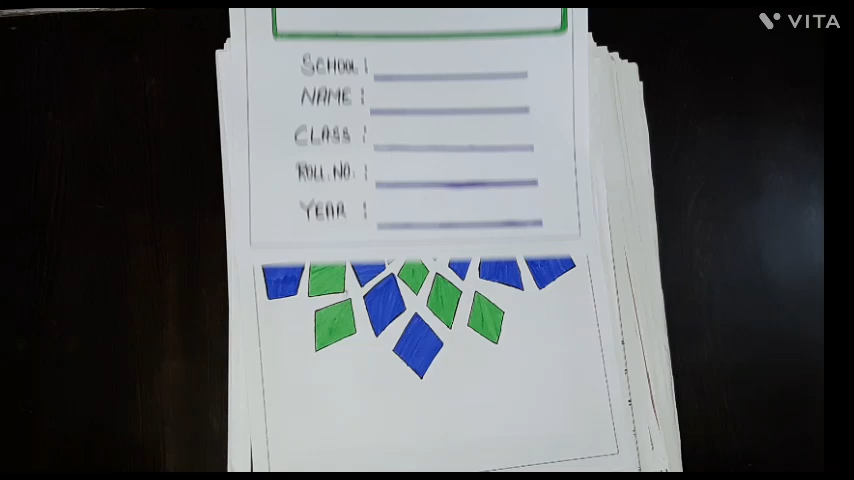 VITA
SCHOOL:
NAME:
CLASS:
ROLL.NO.:
YEAR: